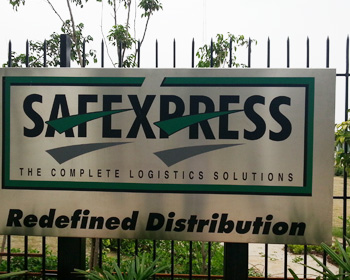 SAFEXPRESS
THE COMPLETE LOGISTICS SOLUTIONS
Redefined Distribution